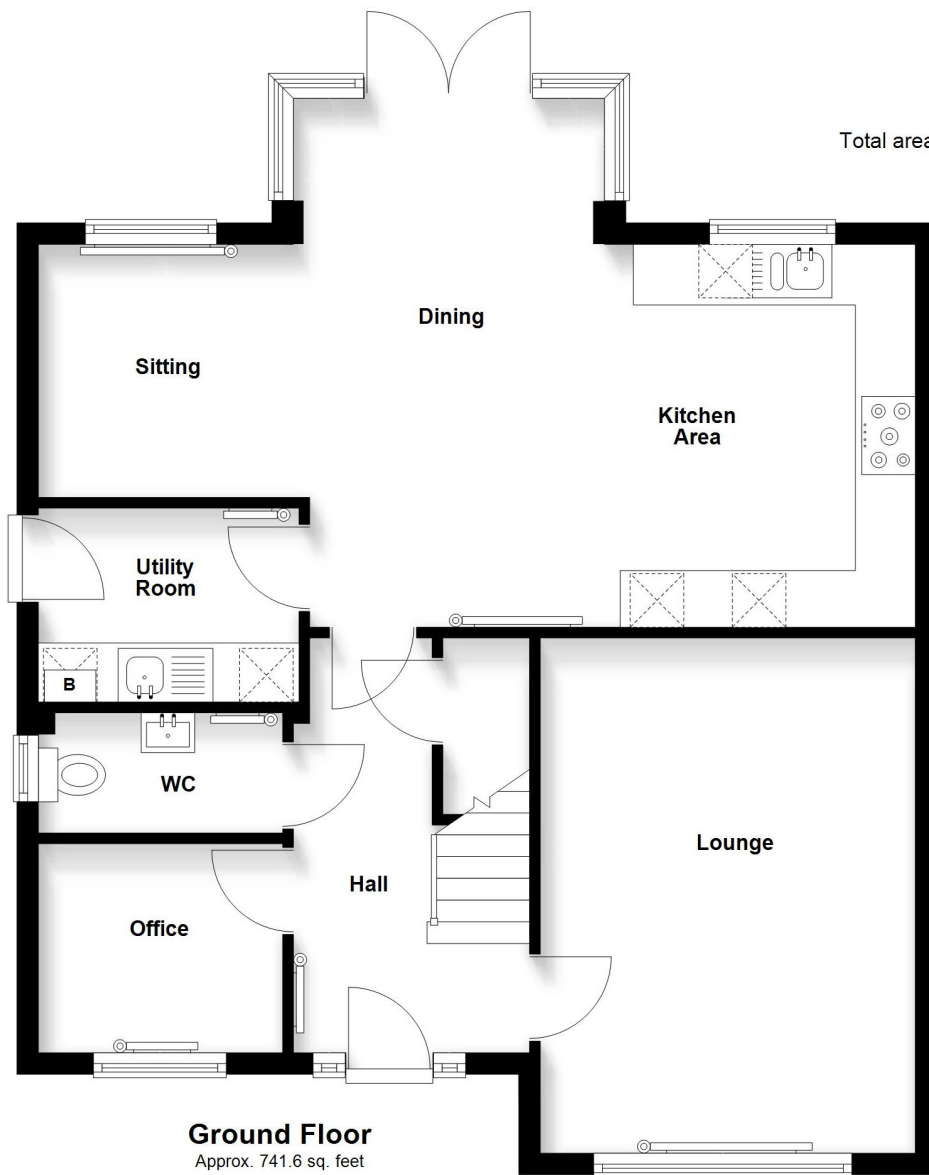 Total area
Dining
Sitting
Kitchen
Area
Utility
Room
B
WC
Lounge
Hall
Office
Ground Floor
Approx. 741.6 sq. feet